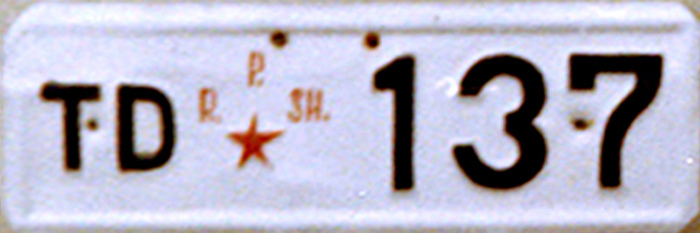 TD R. P. SH. 137